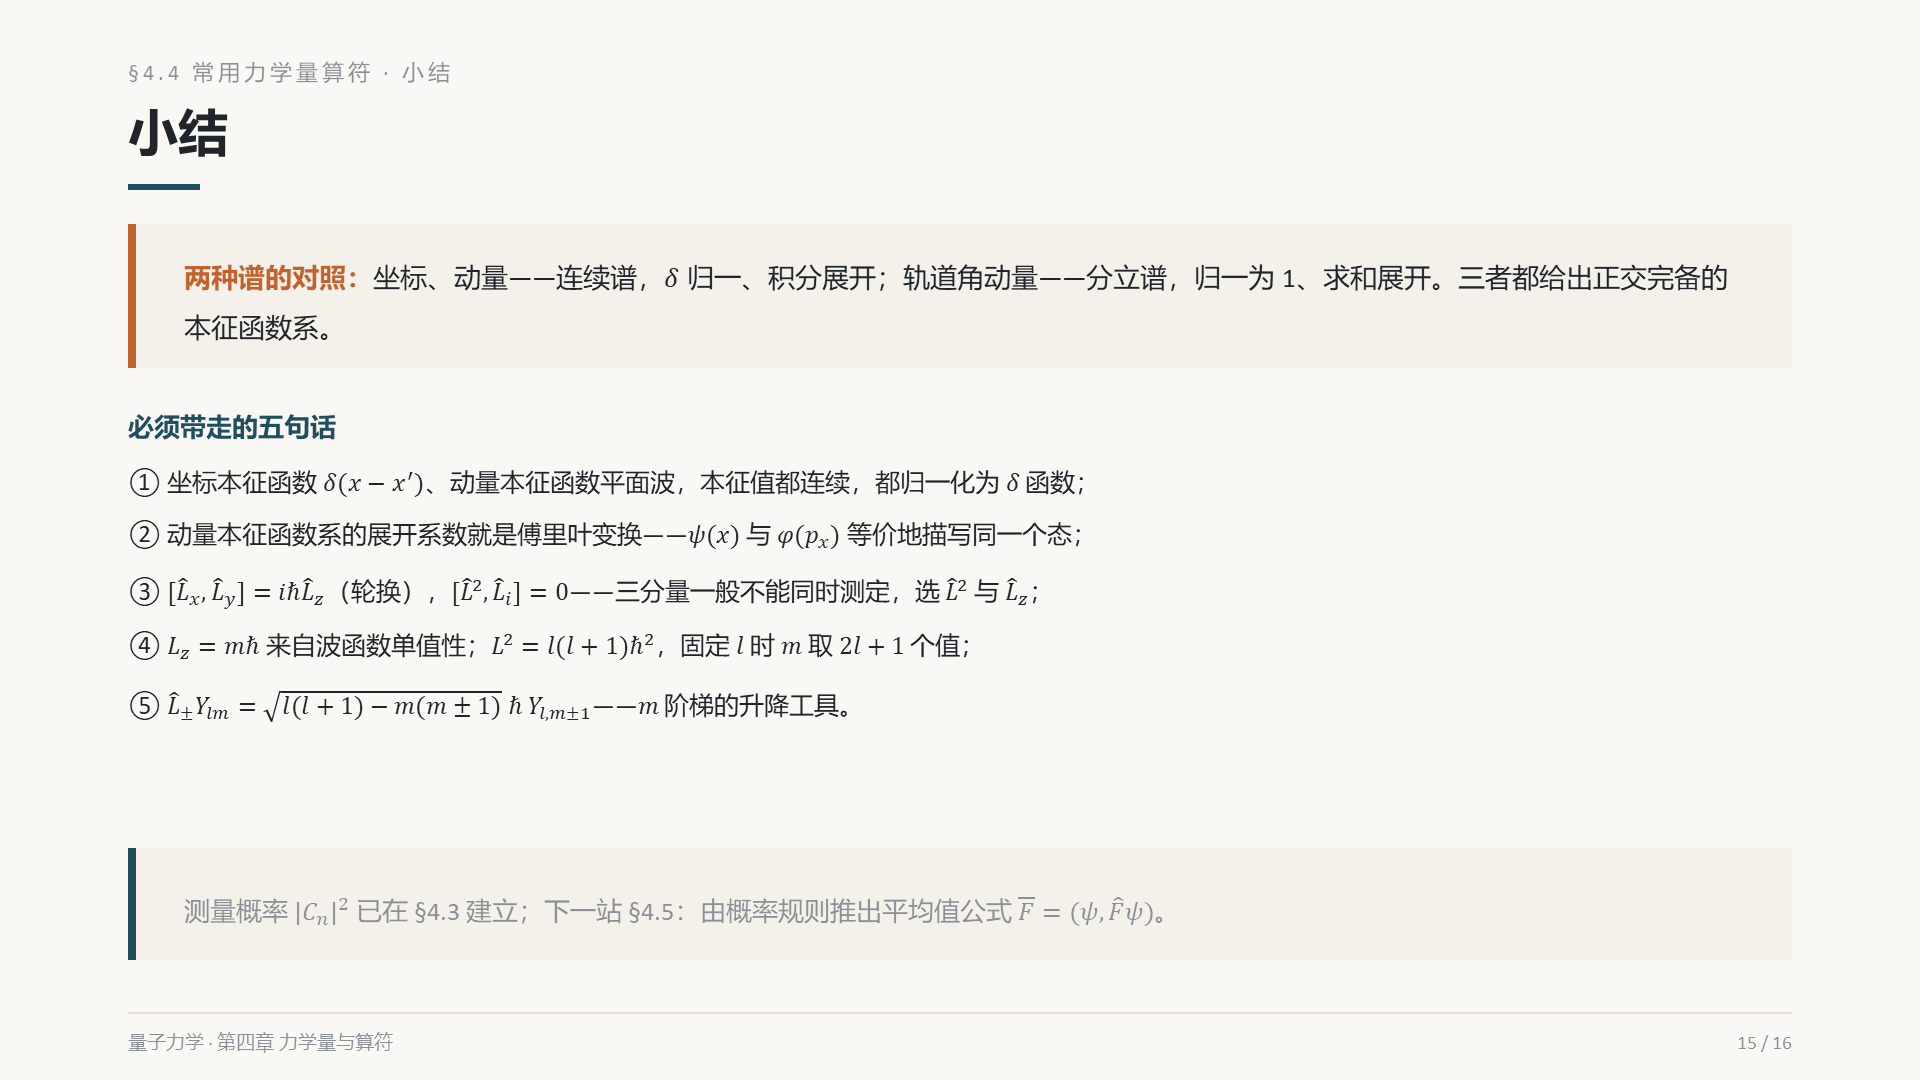 §4.4 常用力学量算符 · 小结
小结
两种谱的对照：坐标、动量——连续谱，δ 归一、积分展开；轨道角动量——分立谱，归一为 1、求和展开。三者都给出正交完备的
本征函数系。
必须带走的五句话
① 坐标本征函数 δ(x − x′)、动量本征函数平面波，本征值都连续，都归一化为 δ 函数；
② 动量本征函数系的展开系数就是傅里叶变换——ψ(x) 与 φ(pₓ) 等价地描写同一个态；
③ [L̂ₓ, L̂_y] = iħL̂_z（轮换），[L̂², L̂ᵢ] = 0——三分量一般不能同时测定，选 L̂² 与 L̂_z；
④ L_z = mħ 来自波函数单值性；L² = l(l + 1)ħ²，固定 l 时 m 取 2l + 1 个值；
⑤ L̂_±Y_{lm} = √(l(l + 1) − m(m ± 1)) ħ Y_{l,m±1}——m 阶梯的升降工具。
测量概率 |Cₙ|² 已在 §4.3 建立；下一站 §4.5：由概率规则推出平均值公式 F̅ = (ψ, F̂ψ)。
量子力学 · 第四章 力学量与算符
15 / 16